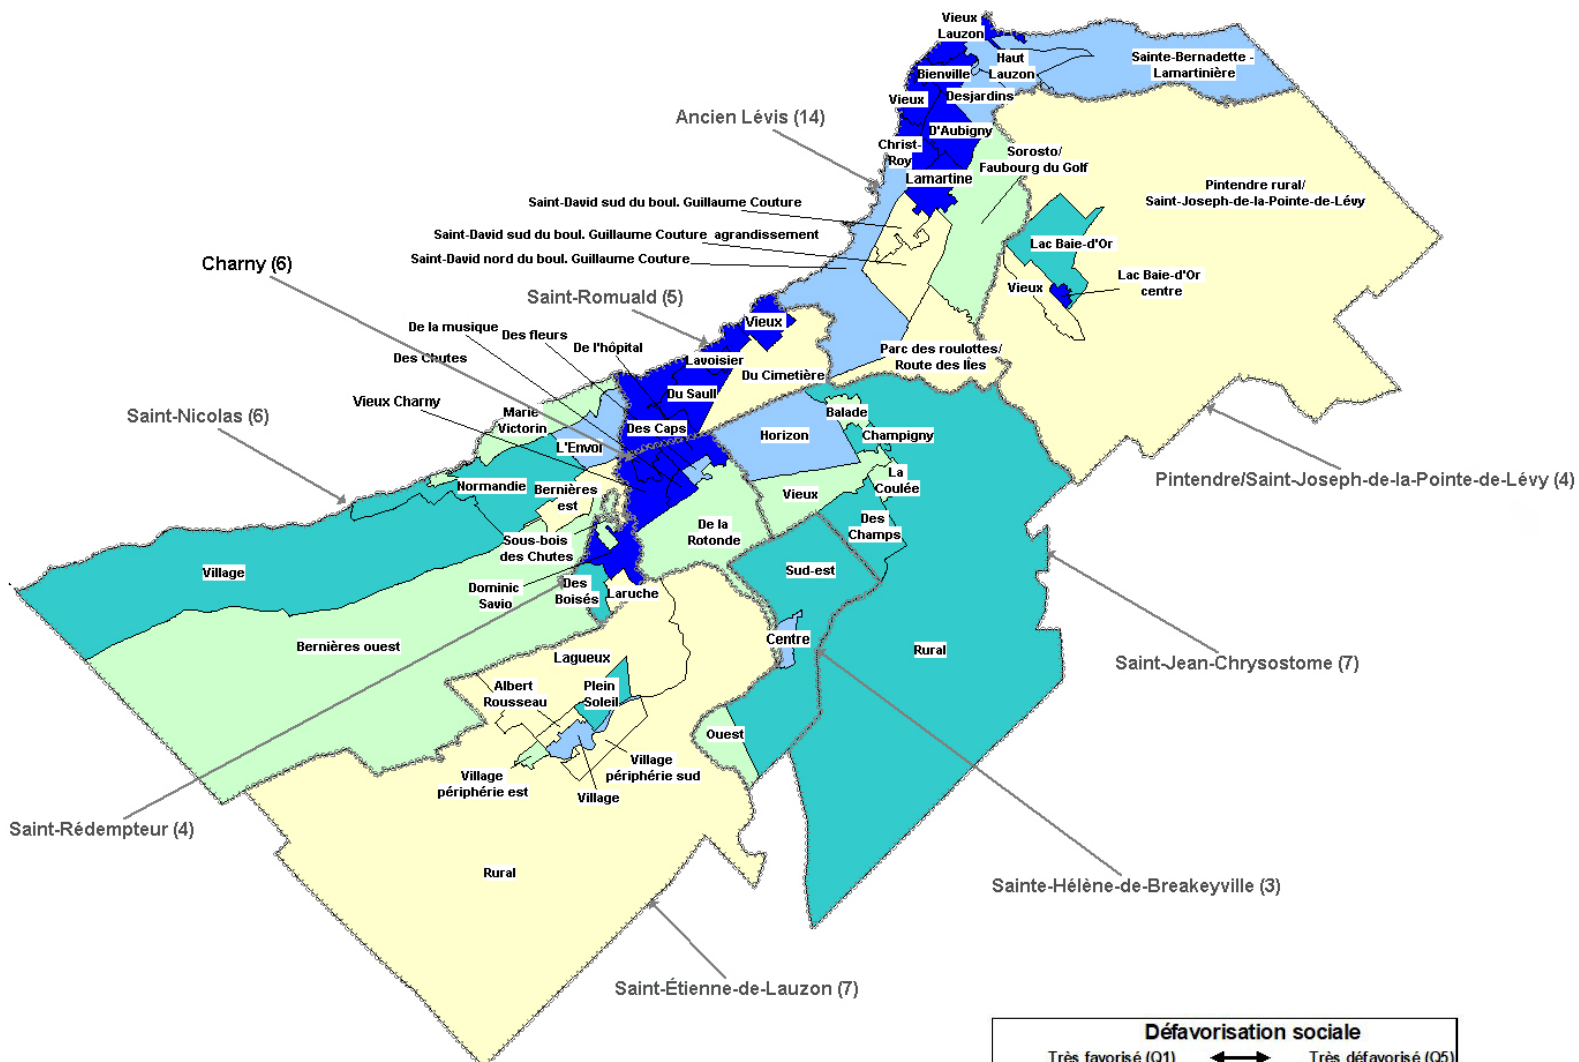 Vieux
Lauzon
Haut
Lauzon
Sainte-Bernadette -
Lamartinière
Bienville
Desjardins
Vieux
Ancien Lévis (14)
D'Aubigny
Christ-
Roy
Sorosto/
Faubourg du Golf
Lamartine
Pintendre rural/
Saint-Joseph-de-la-Pointe-de-Lévy
Saint-David sud du boul. Guillaume Couture
Saint-David sud du boul. Guillaume Couture agrandissement
Saint-David nord du boul. Guillaume Couture
Lac Baie-d'Or
Lac Baie-d'Or
centre
Vieux
Charny (6)
Saint-Romuald (5)
De la musique
Des fleurs
De l'hôpital
Des Chutes
Vieux
Lavoisier
Du Cimetière
Parc des roulottes/
Route des Îles
Vieux Charny
Du Sault
Saint-Nicolas (6)
Marie
Victorin
Des Caps
Balade
Horizon
Champigny
L'Envol
Normandie
Bernières
est
La
Coulée
Vieux
Pintendre/Saint-Joseph-de-la-Pointe-de-Lévy (4)
De la
Rotonde
Des
Champs
Sous-bois
des Chutes
Village
Sud-est
Dominic
Savio
Des
Boisés
Laruche
Centre
Bernières ouest
Rural
Saint-Jean-Chrysostome (7)
Lagueux
Albert
Rousseau
Plein
Soleil
Ouest
Village
périphérie sud
Village
périphérie est
Village
Saint-Rédempteur (4)
Rural
Sainte-Hélène-de-Breakeyville (3)
Saint-Étienne-de-Lauzon (7)
Défavorisation sociale
Très favorisé (Q1)
Très défavorisé (Q5)